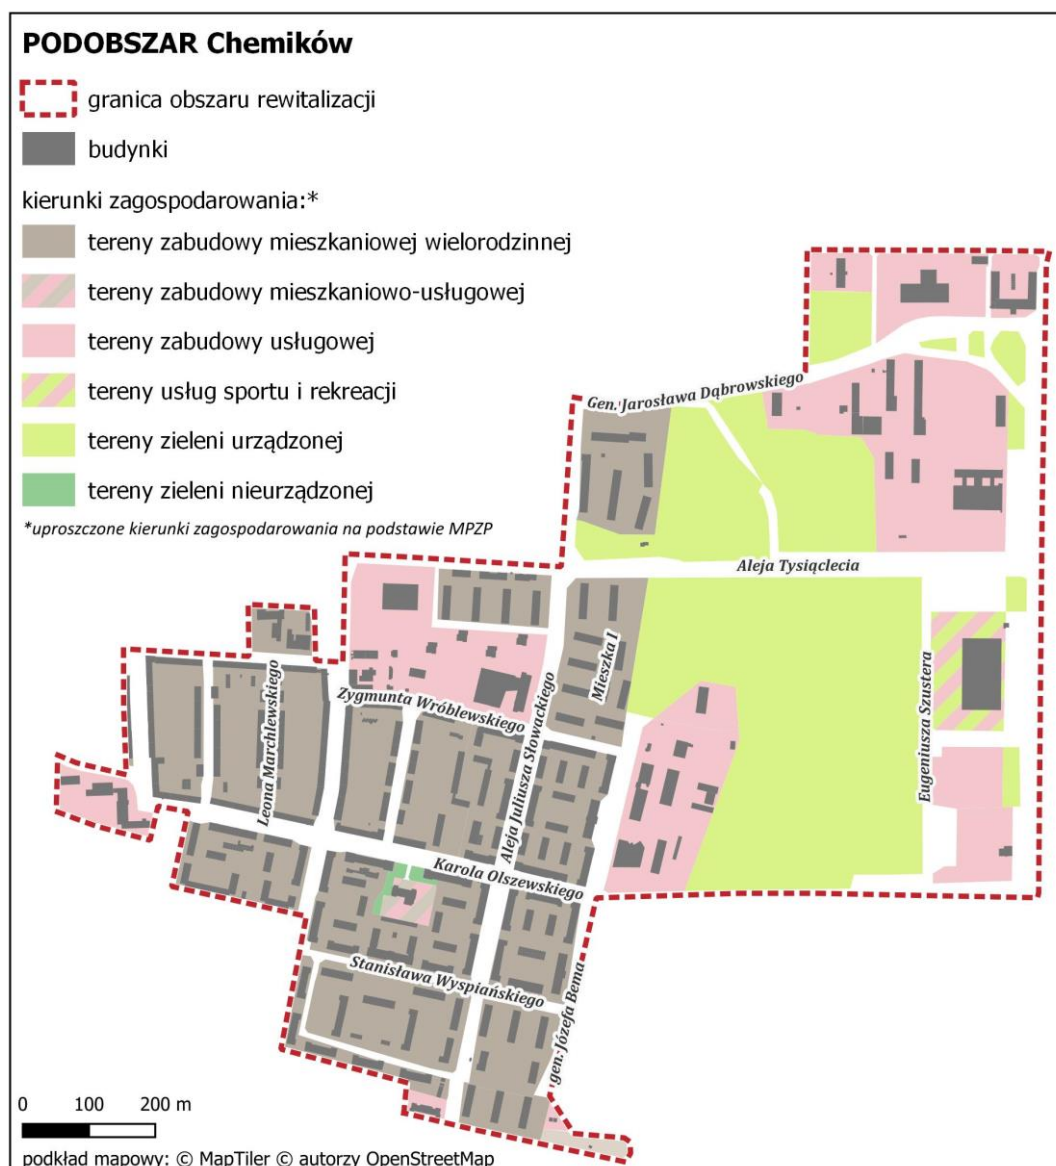 PODOBSZAR Chemików
granica obszaru rewitalizacji
budynki
kierunki zagospodarowania:*
tereny zabudowy mieszkaniowej wielorodzinnej
tereny zabudowy mieszkaniowo-usługowej
tereny zabudowy usługowej
tereny usług sportu i rekreacji
tereny zieleni urządzonej
tereny zieleni nieurządzonej
*uproszczone kierunki zagospodarowania na podstawie MPZP
Gen. Jarosława Dąbrowskiego
Aleja Tysiąclecia
Mieszka I
Eugeniusza Szustera
Zygmunta Wróblewskiego
Leona Marchlewskiego
Aleja Juliusza Słowackiego
Karola Olszewskiego
Stanisława Wyspiańskiego
gen. Józefa Bema
0 100 200 m
podkład mapowy: © MapTiler © autorzy OpenStreetMap